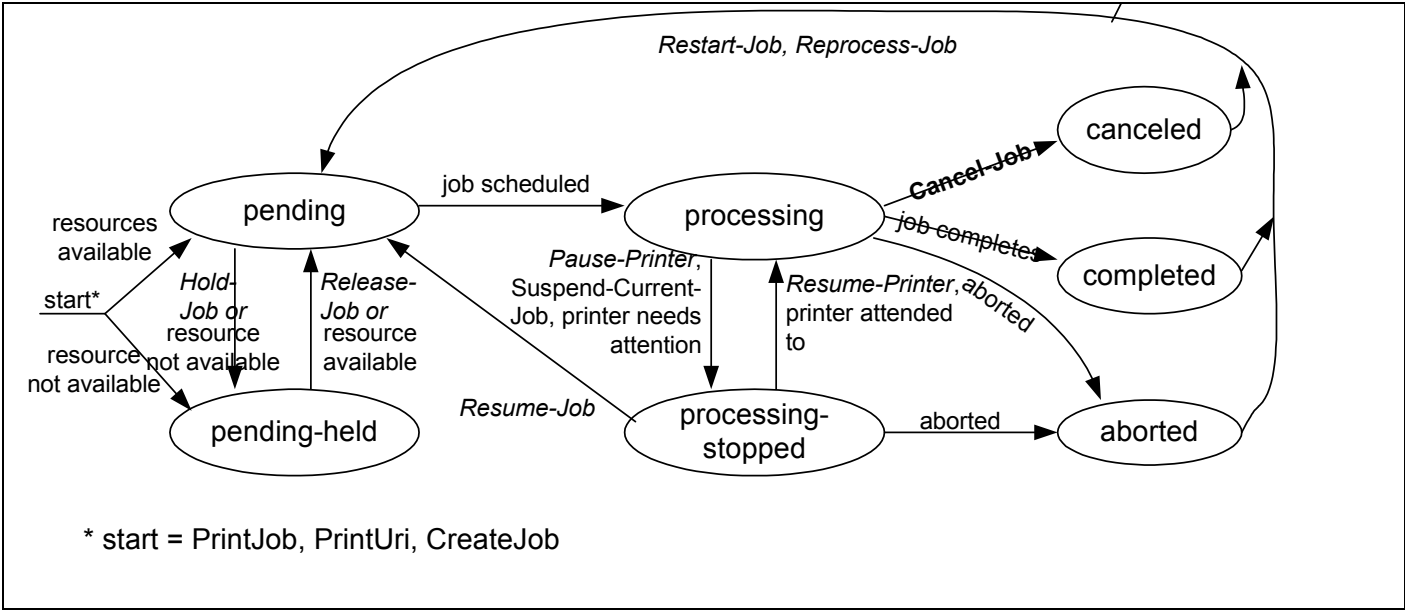 Restart-Job, Reprocess-Job
canceled
Cancel-Job
job scheduled
pending
processing
job completes
completed
resources
available
start*
resource
not available
Hold-
Job or
resource
not available
Release-
Job or
resource
available
Pause-Printer,
Suspend-Current-
Job, printer needs
attention
Resume-Printer,
printer attended
to
aborted
Resume-Job
pending-held
processing-
stopped
aborted
aborted
* start = PrintJob, PrintUri, CreateJob